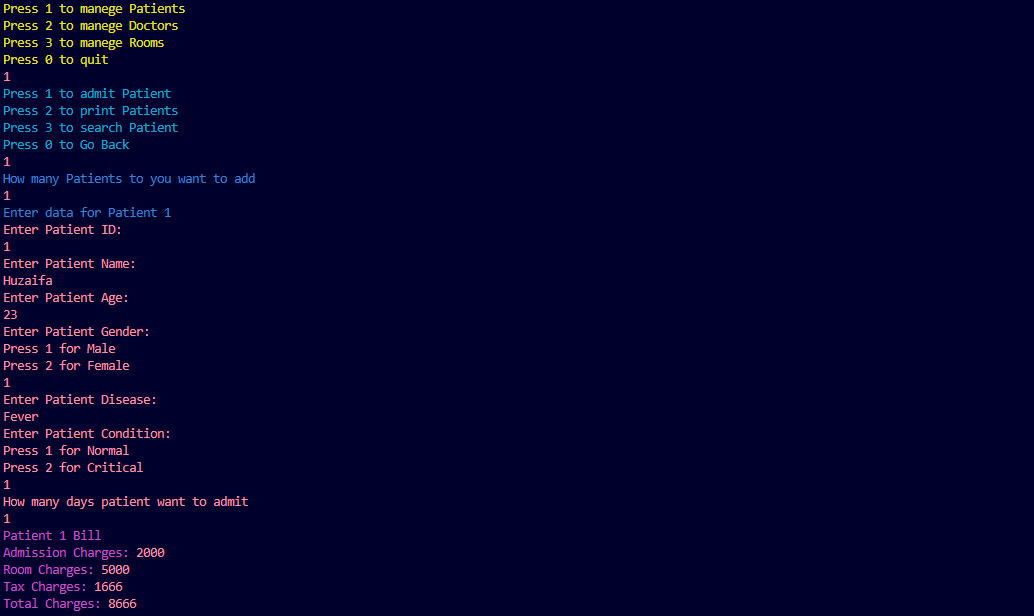 Press 1 to manege Patients
Press 2 to manege Doctors
Press 3 to manege Rooms
Press 0 to quit
1
Press 1 to admit Patient
Press 2 to print Patients
Press 3 to search Patient
Press 0 to Go Back
1
How many Patients to you want to add
1
Enter data for Patient 1
Enter Patient ID:
1
Enter Patient Name:
Huzaifa
Enter Patient Age:
23
Enter Patient Gender:
Press 1 for Male
Press 2 for Female
1
Enter Patient Disease:
Fever
Enter Patient Condition:
Press 1 for Normal
Press 2 for Critical
1
How many days patient want to admit
1
Patient 1 Bill
Admission Charges: 2000
Room Charges: 5000
Tax Charges: 1666
Total Charges: 8666